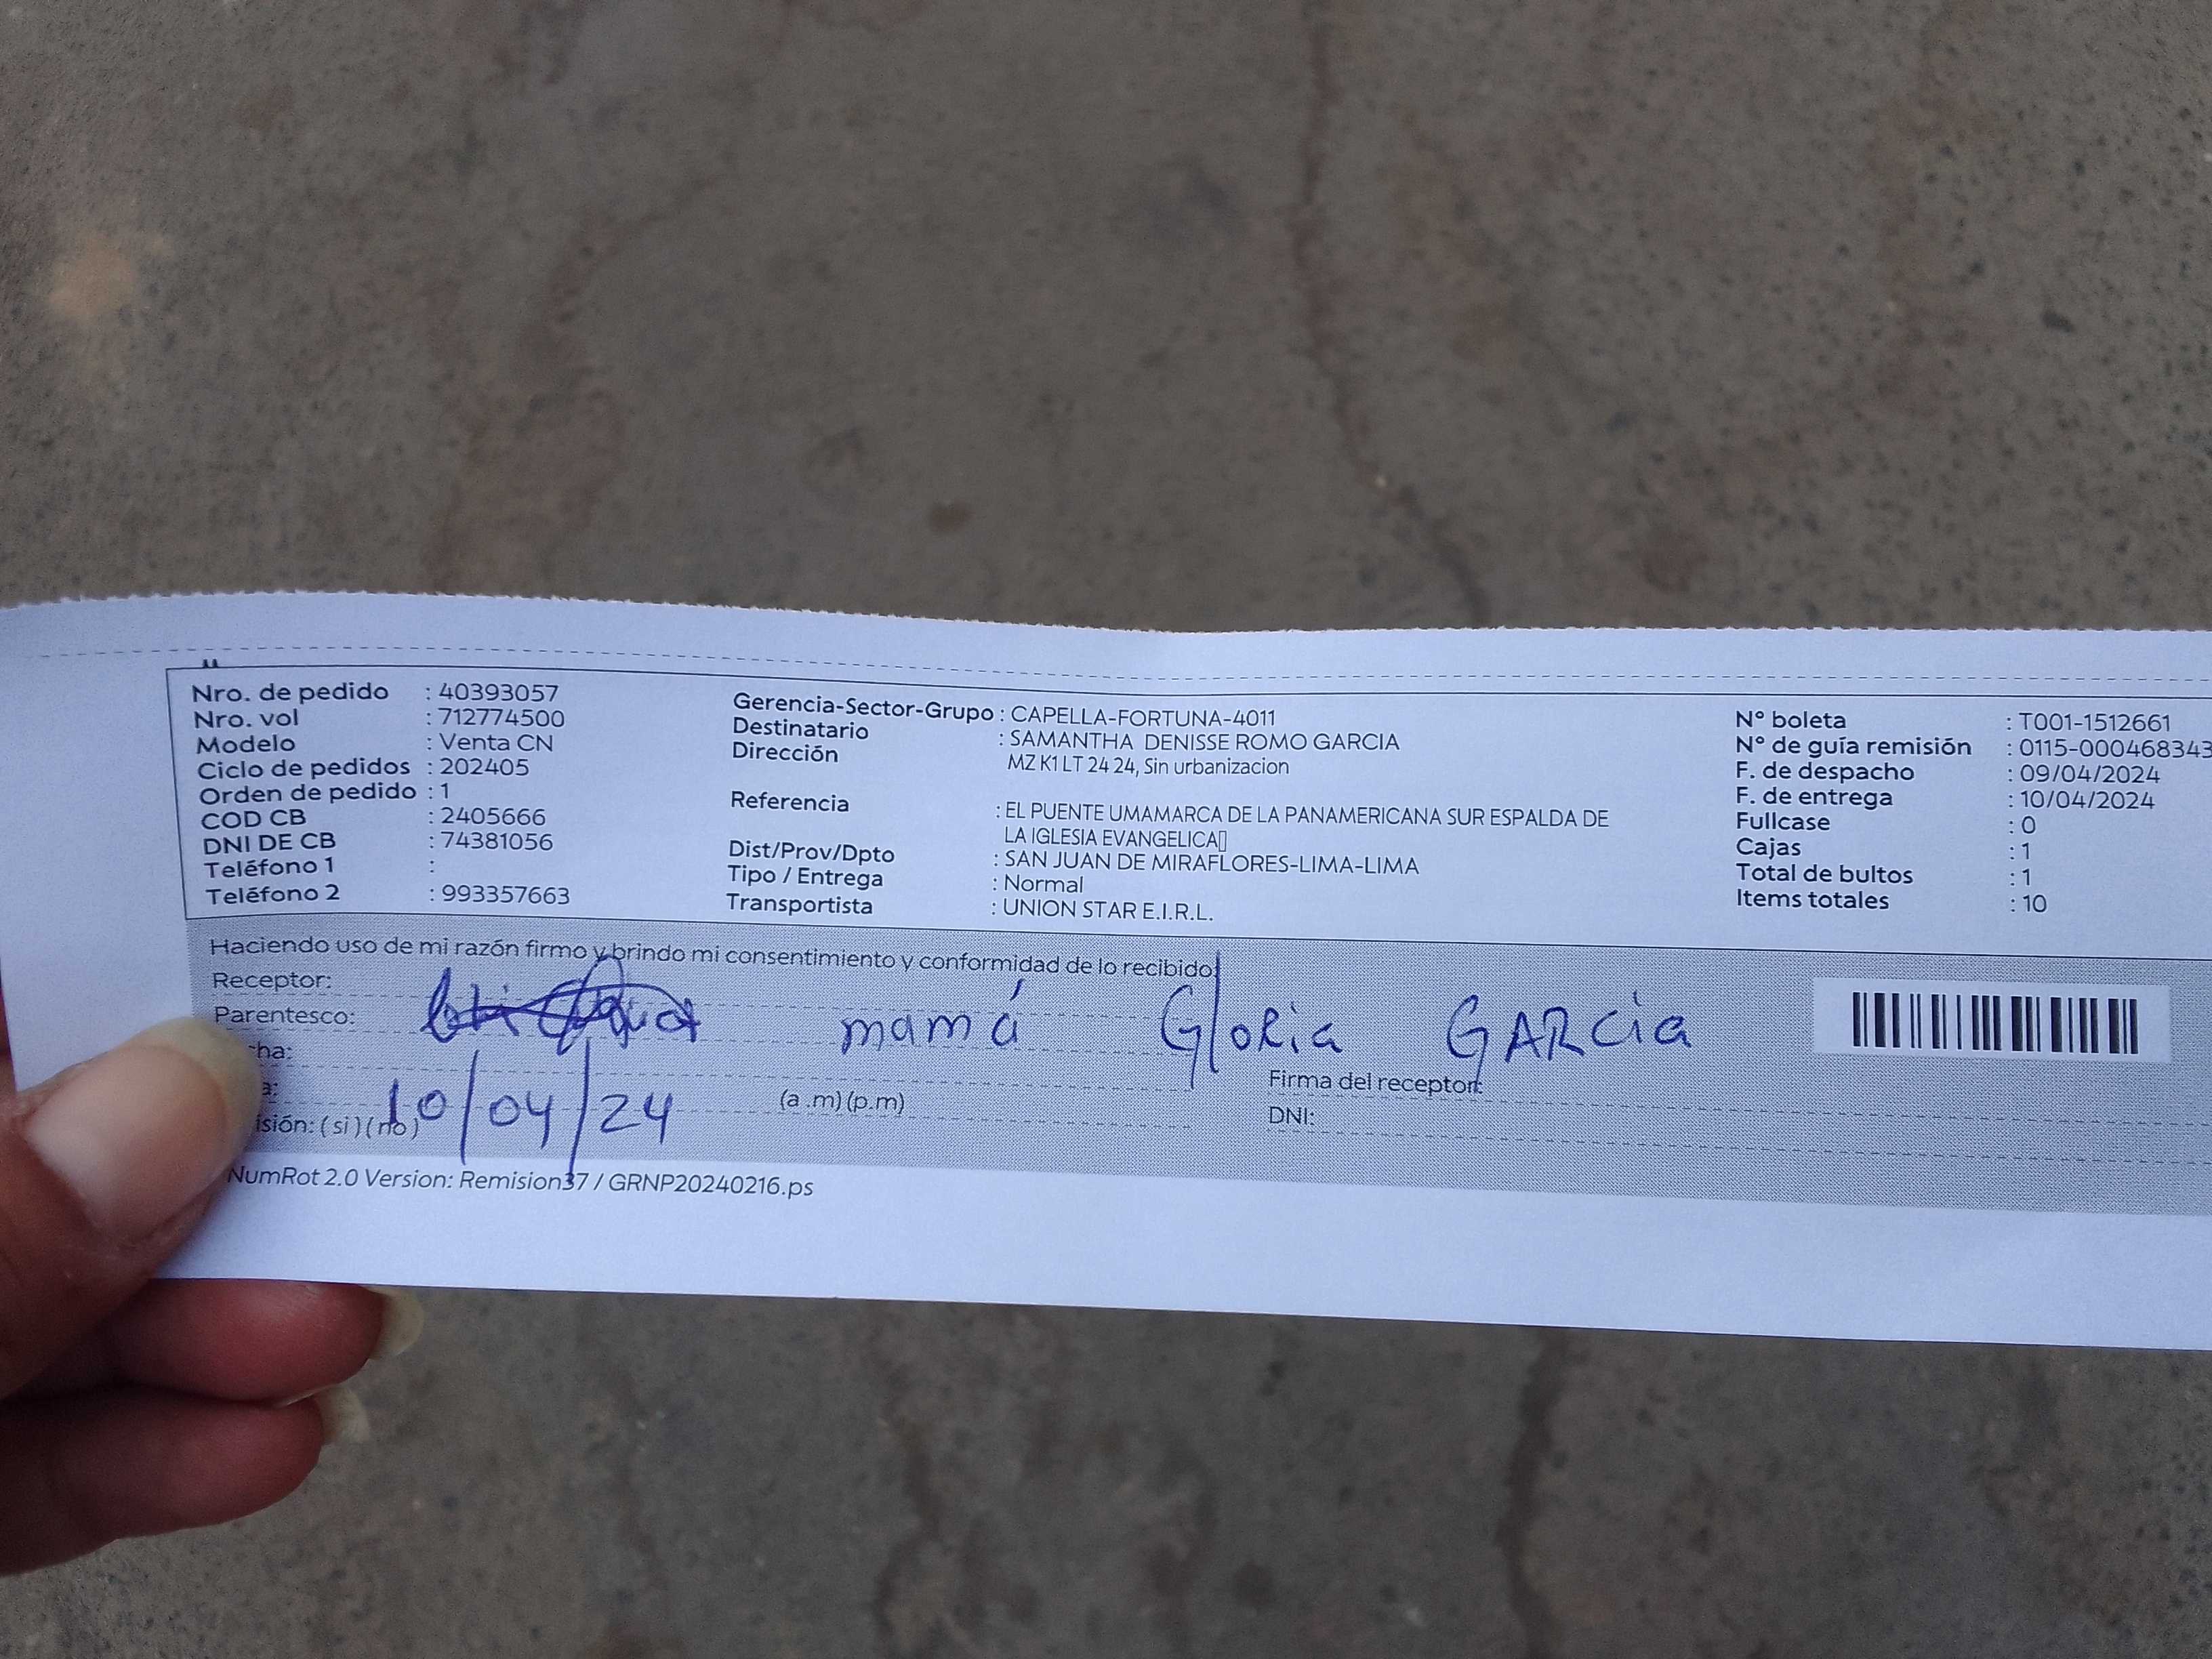 Nro. de pedido : 40393057
Nro. vol : 712774500
Modelo : Venta CN
Ciclo de pedidos : 202405
Orden de pedido : 1
COD CB : 2405666
DNI DE CB : 74381056
Teléfono 1 :
Teléfono 2 : 993357663
Gerencia-Sector-Grupo : CAPELLA-FORTUNA-4011
Destinatario : SAMANTHA DENISSE ROMO GARCIA
Dirección MZ K1 LT 24 24, Sin urbanizacion
Referencia : EL PUENTE UMAMARCA DE LA PANAMERICANA SUR ESPALDA DE
LA IGLESIA EVANGELICA▯
Dist/Prov/Dpto : SAN JUAN DE MIRAFLORES-LIMA-LIMA
Tipo / Entrega : Normal
Transportista : UNION STAR E.I.R.L.
N° boleta : T001-1512661
N° de guía remisión : 0115-000468343
F. de despacho : 09/04/2024
F. de entrega : 10/04/2024
Fullcase : 0
Cajas : 1
Total de bultos : 1
Items totales : 10
Haciendo uso de mi razón firmo y brindo mi consentimiento y conformidad de lo recibido
Receptor:
Parentesco: mamá Gloria GARCia
ha:
a: 10/04/24 (a .m) (p.m)
isión: ( si ) ( no )
Firma del receptor:
DNI:
NumRot 2.0 Version: Remision37 / GRNP20240216.ps